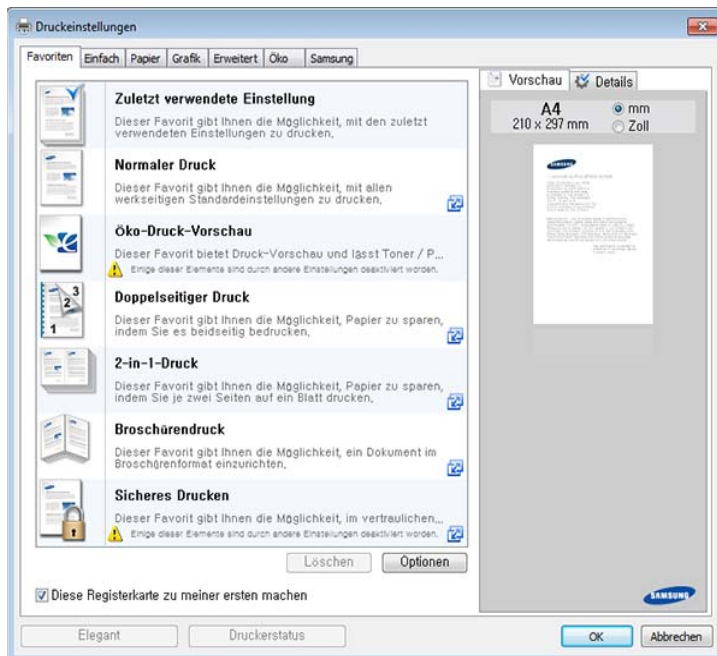 Druckeinstellungen
Favoriten Einfach Papier Grafik Erweitert Öko Samsung
Zuletzt verwendete Einstellung
Dieser Favorit gibt Ihnen die Möglichkeit, mit den zuletzt
verwendeten Einstellungen zu drucken.
Normaler Druck
Dieser Favorit gibt Ihnen die Möglichkeit, mit allen
werkseitigen Standardeinstellungen zu drucken.
Öko-Druck-Vorschau
Dieser Favorit bietet Druck-Vorschau und lässt Toner / P...
Einige dieser Elemente sind durch andere Einstellungen deaktiviert worden.
Doppelseitiger Druck
Dieser Favorit gibt Ihnen die Möglichkeit, Papier zu sparen,
indem Sie es beidseitig bedrucken.
2-in-1-Druck
Dieser Favorit gibt Ihnen die Möglichkeit, Papier zu sparen,
indem Sie je zwei Seiten auf ein Blatt drucken.
Broschürendruck
Dieser Favorit gibt Ihnen die Möglichkeit, ein Dokument im
Broschürenformat einzurichten.
Sicheres Drucken
Dieser Favorit gibt Ihnen die Möglichkeit, im vertraulichen...
Einige dieser Elemente sind durch andere Einstellungen deaktiviert worden.
Löschen Optionen
Diese Registerkarte zu meiner ersten machen
Vorschau Details
A4
210 x 297 mm
mm
Zoll
SAMSUNG
SAMSUNG
Elegant Druckerstatus OK Abbrechen